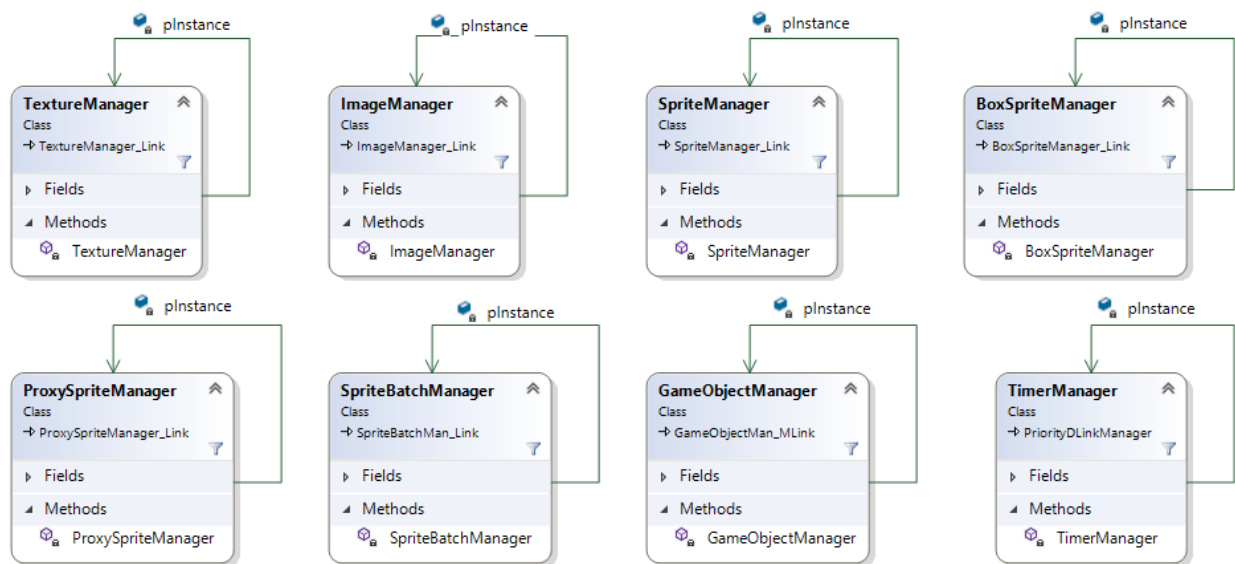 pInstance
TextureManager
Class
TextureManager_Link
Fields
Methods
TextureManager
pInstance
ImageManager
Class
ImageManager_Link
Fields
Methods
ImageManager
pInstance
SpriteManager
Class
SpriteManager_Link
Fields
Methods
SpriteManager
pInstance
BoxSpriteManager
Class
BoxSpriteManager_Link
Fields
Methods
BoxSpriteManager
pInstance
ProxySpriteManager
Class
ProxySpriteManager_Link
Fields
Methods
ProxySpriteManager
pInstance
SpriteBatchManager
Class
SpriteBatchMan_Link
Fields
Methods
SpriteBatchManager
pInstance
GameObjectManager
Class
GameObjectMan_MLink
Fields
Methods
GameObjectManager
pInstance
TimerManager
Class
PriorityDLinkManager
Fields
Methods
TimerManager